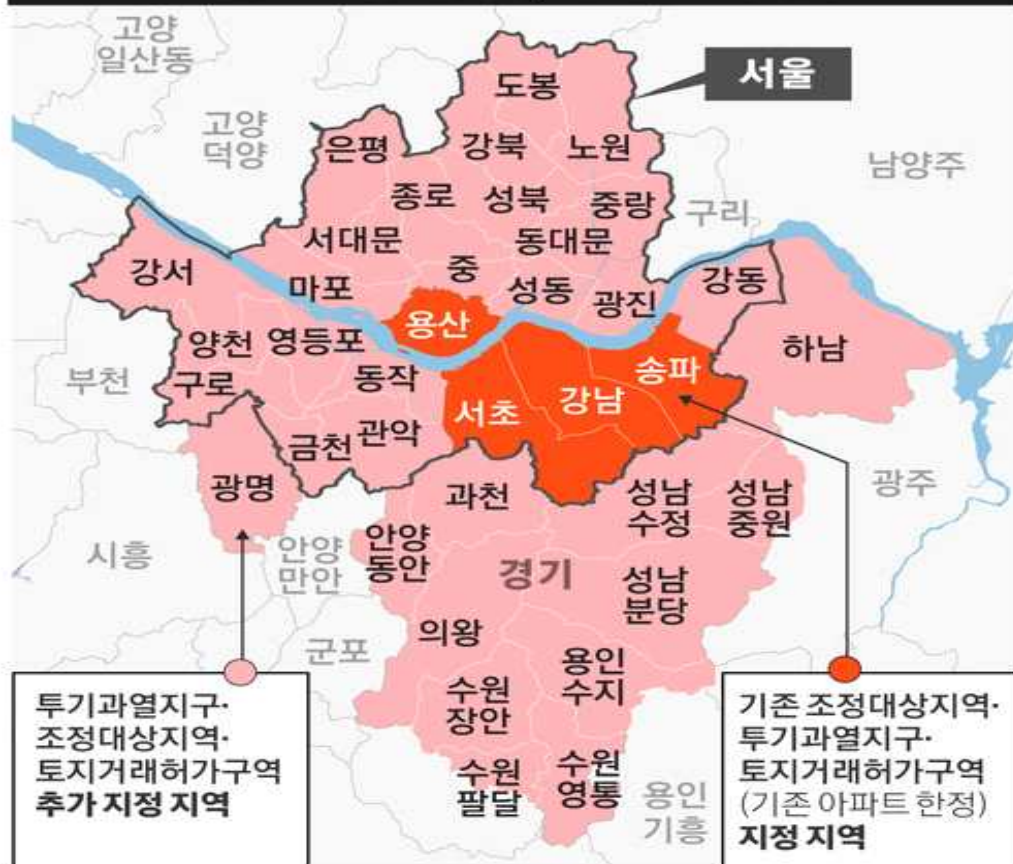 고양
일산동
서울
도봉
고양
덕양
은평
강북
노원
남양주
종로
성북
중랑
구리
서대문
동대문
강서
중
강동
마포
성동
광진
용산
양천
영등포
하남
부천
구로
동작
송파
서초
강남
금천
관악
광명
과천
성남
수정
성남
중원
광주
시흥
안양
만안
안양
동안
경기
성남
분당
의왕
군포
용인
수지
수원
장안
수원
팔달
수원
영통
용인
기흥
투기과열지구·
조정대상지역·
토지거래허가구역
추가 지정 지역
기존 조정대상지역·
투기과열지구·
토지거래허가구역
(기존 아파트 한정)
지정 지역